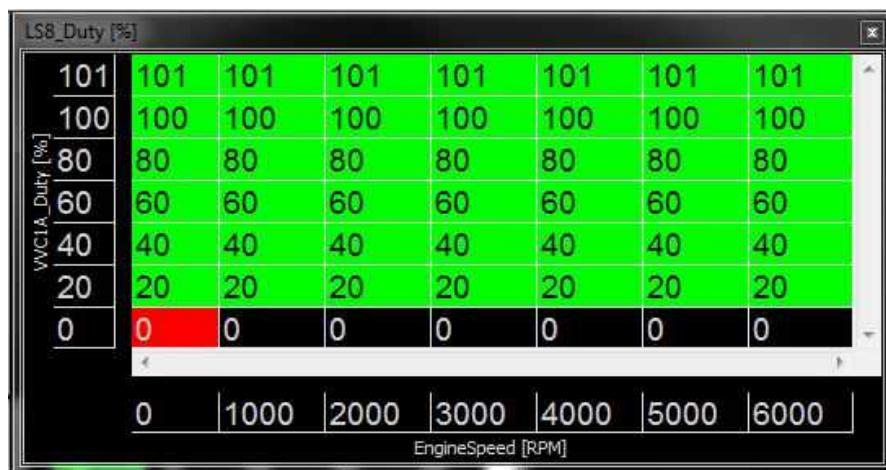 LS8_Duty [%]
VVC1A_Duty [%]
101 101 101 101 101 101 101 101
100 100 100 100 100 100 100 100
80 80 80 80 80 80 80 80
60 60 60 60 60 60 60 60
40 40 40 40 40 40 40 40
20 20 20 20 20 20 20 20
0 0 0 0 0 0 0 0
0 1000 2000 3000 4000 5000 6000
EngineSpeed [RPM]